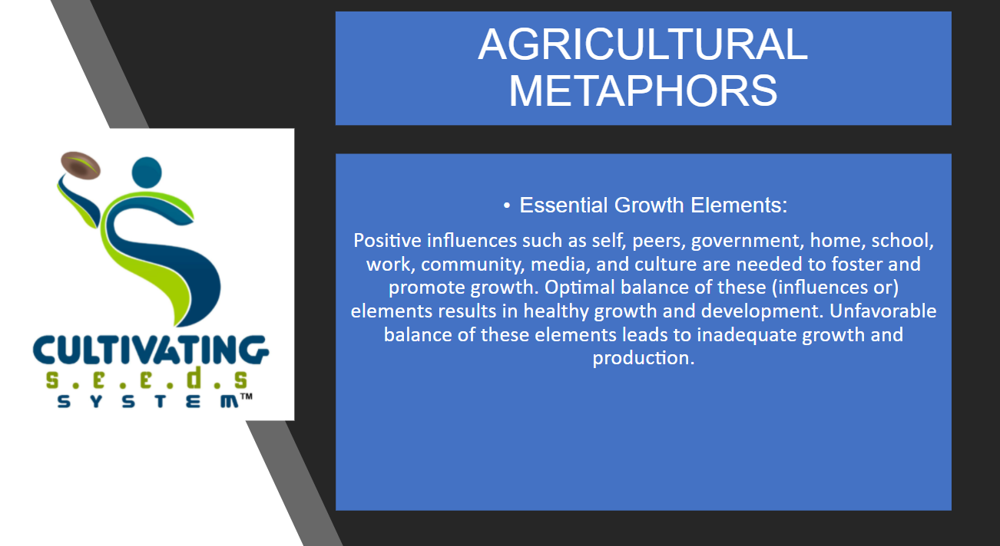 AGRICULTURAL
METAPHORS
• Essential Growth Elements:
Positive influences such as self, peers, government, home, school,
work, community, media, and culture are needed to foster and
promote growth. Optimal balance of these (influences or)
elements results in healthy growth and development. Unfavorable
balance of these elements leads to inadequate growth and
production.
CULTIVATING
s.e.e.d.s
SYSTEM™